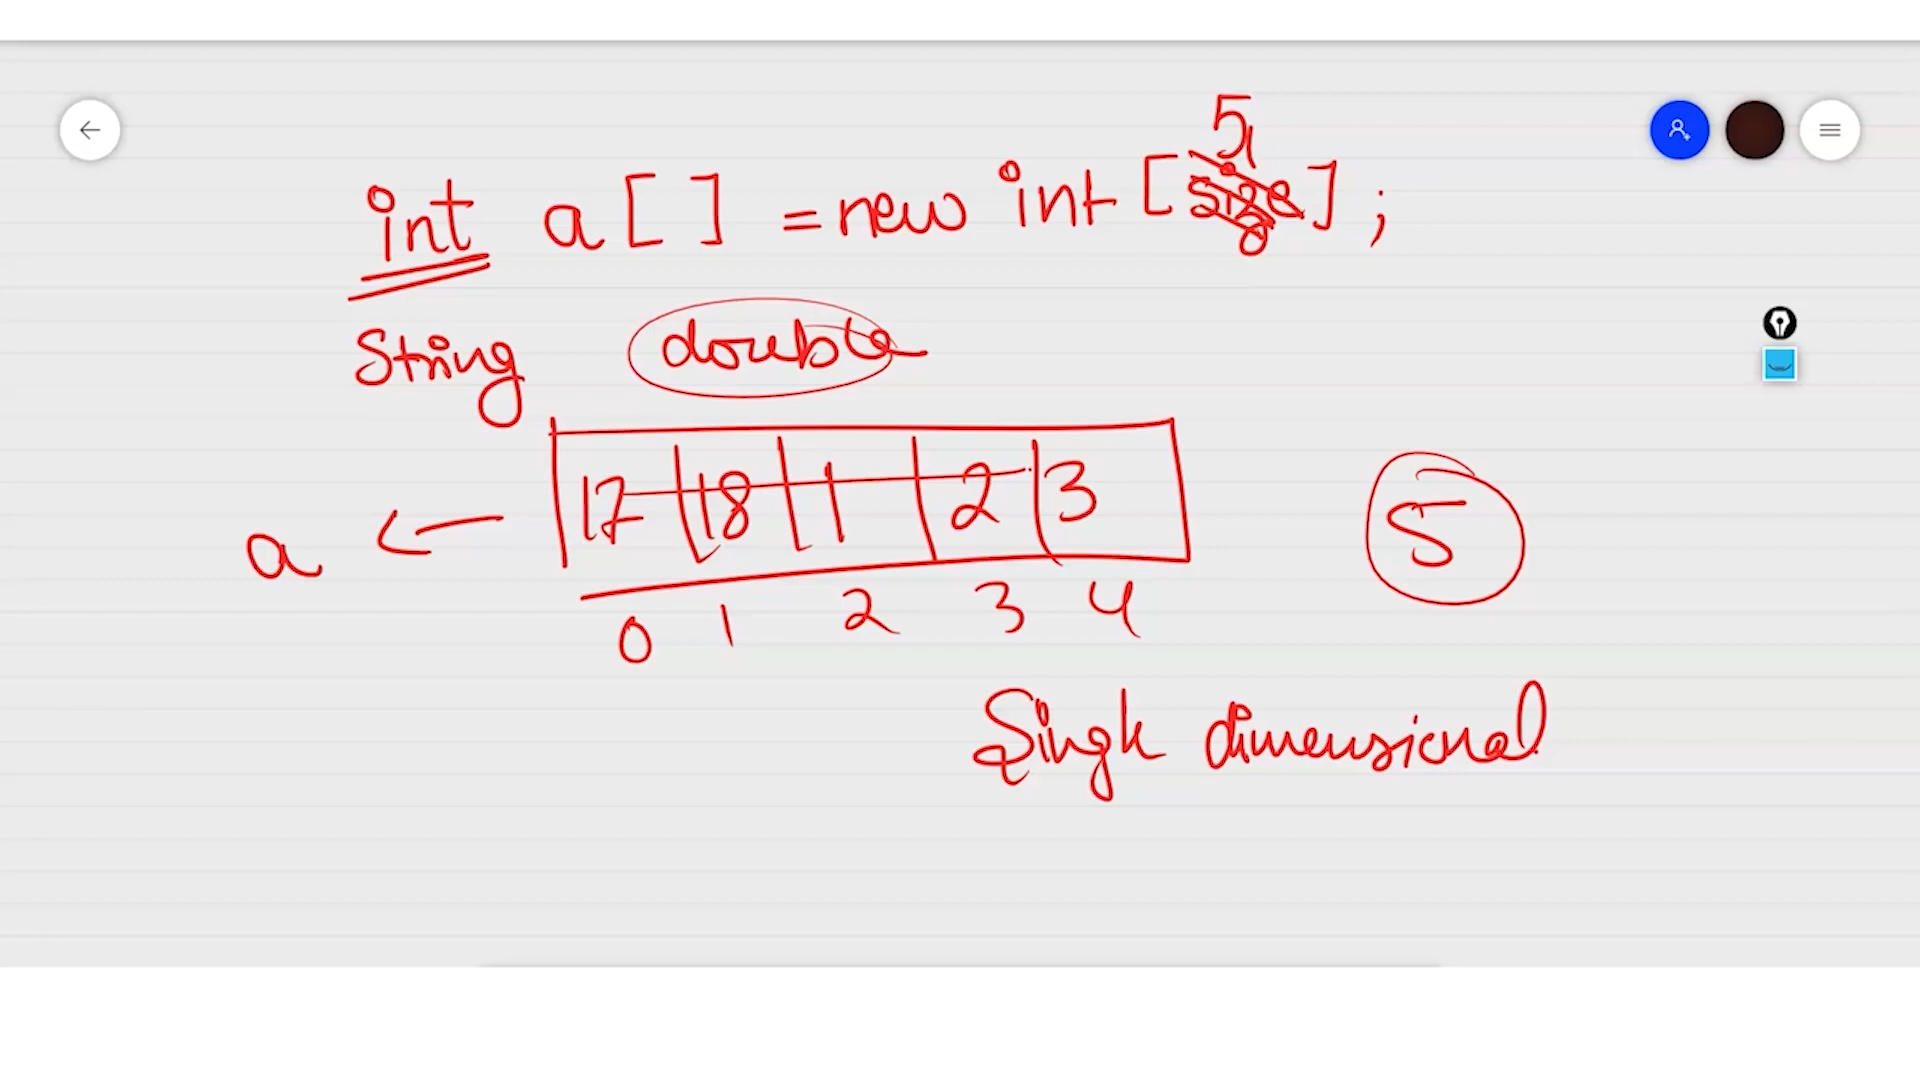 5
int a [ ] = new int [ size ] ;
String double
17 18 1 2 3
a ← 5
0 1 2 3 4
Single dimensional